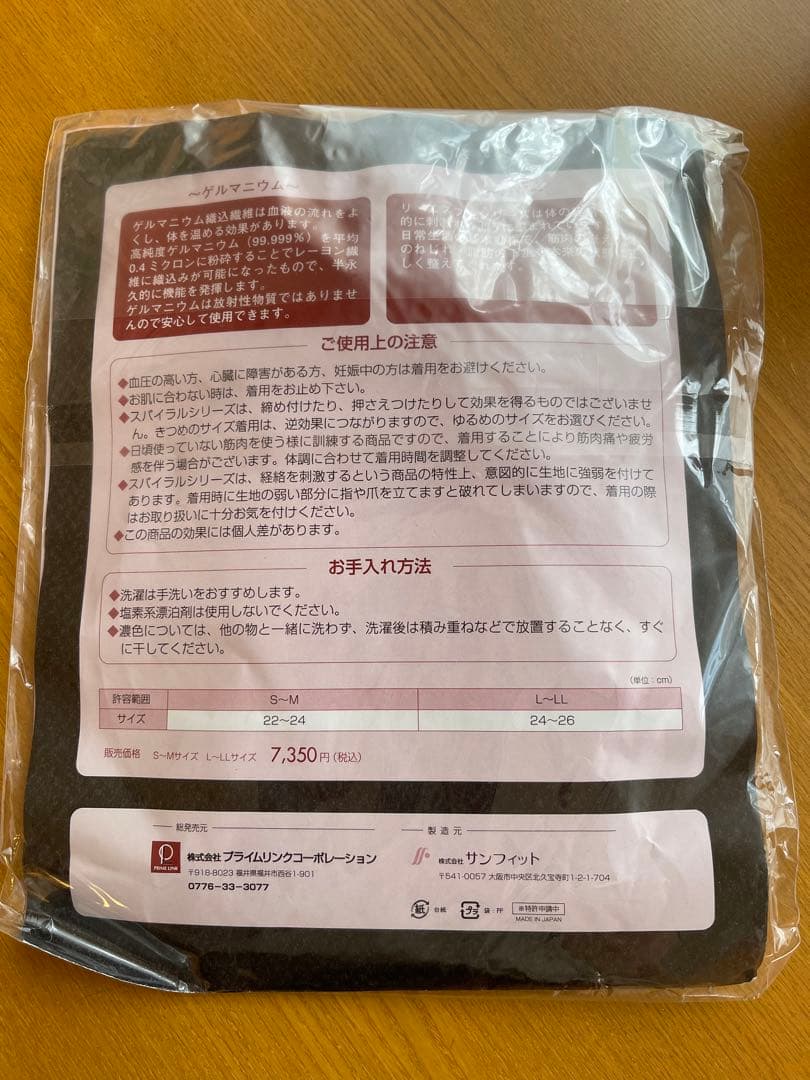 ～ゲルマニウム～
ゲルマニウム織込繊維は血液の流れをよ
くし、体を温める効果があります。
高純度ゲルマニウム（99.999%）を平均
0.4ミクロンに粉砕することでレーヨン繊
維に織込みが可能になったもので、半永
久的に機能を発揮します。
ゲルマニウムは放射性物質ではありませ
んので安心して使用できます。
は体の
的に刺
日常生
のねじ
しく整え
ご使用上の注意
◆血圧の高い方、心臓に障害がある方、妊娠中の方は着用をお避けください。
◆お肌に合わない時は、着用をお止め下さい。
◆スパイラルシリーズは、締め付けたり、押さえつけたりして効果を得るものではございませ
ん。きつめのサイズ着用は、逆効果につながりますので、ゆるめのサイズをお選びください。
◆日頃使っていない筋肉を使う様に訓練する商品ですので、着用することにより筋肉痛や疲労
感を伴う場合がございます。体調に合わせて着用時間を調整してください。
◆スパイラルシリーズは、経絡を刺激するという商品の特性上、意図的に生地に強弱を付けて
あります。着用時に生地の弱い部分に指や爪を立てますと破れてしまいますので、着用の際
はお取り扱いに十分お気を付けください。
◆この商品の効果には個人差があります。
お手入れ方法
◆洗濯は手洗いをおすすめします。
◆塩素系漂白剤は使用しないでください。
◆濃色については、他の物と一緒に洗わず、洗濯後は積み重ねなどで放置することなく、すぐ
に干してください。
（単位：cm）
許容範囲 S～M L～LL
サイズ 22～24 24～26
販売価格 S～Mサイズ L～LLサイズ 7,350円（税込）
総発売元
PRIME LINK
株式会社 プライムリンクコーポレーション
〒918-8023 福井県福井市西谷1-901
0776-33-3077
製造元
株式会社 サンフィット
〒541-0057 大阪市中央区北久宝寺町1-2-1-704
紙 台紙 プラ 袋：PP ※特許申請中
MADE IN JAPAN